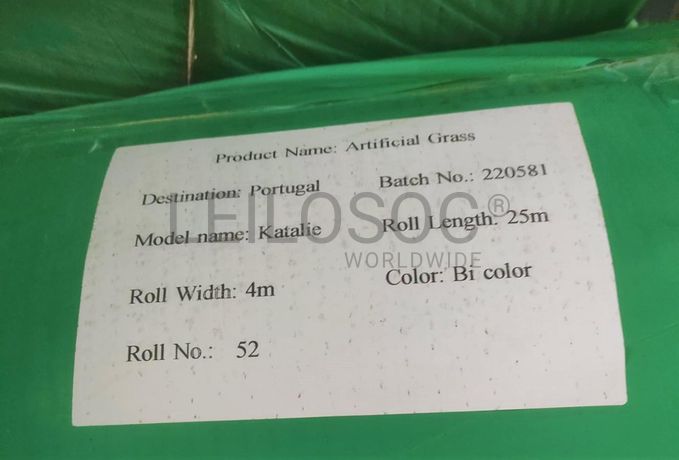 Product Name: Artificial Grass
Destination: Portugal
Batch No.: 220581
Model name: Katalie
Roll Length: 25m
Roll Width: 4m
Color: Bi color
Roll No.: 52
LEILOSOC®
WORLDWIDE